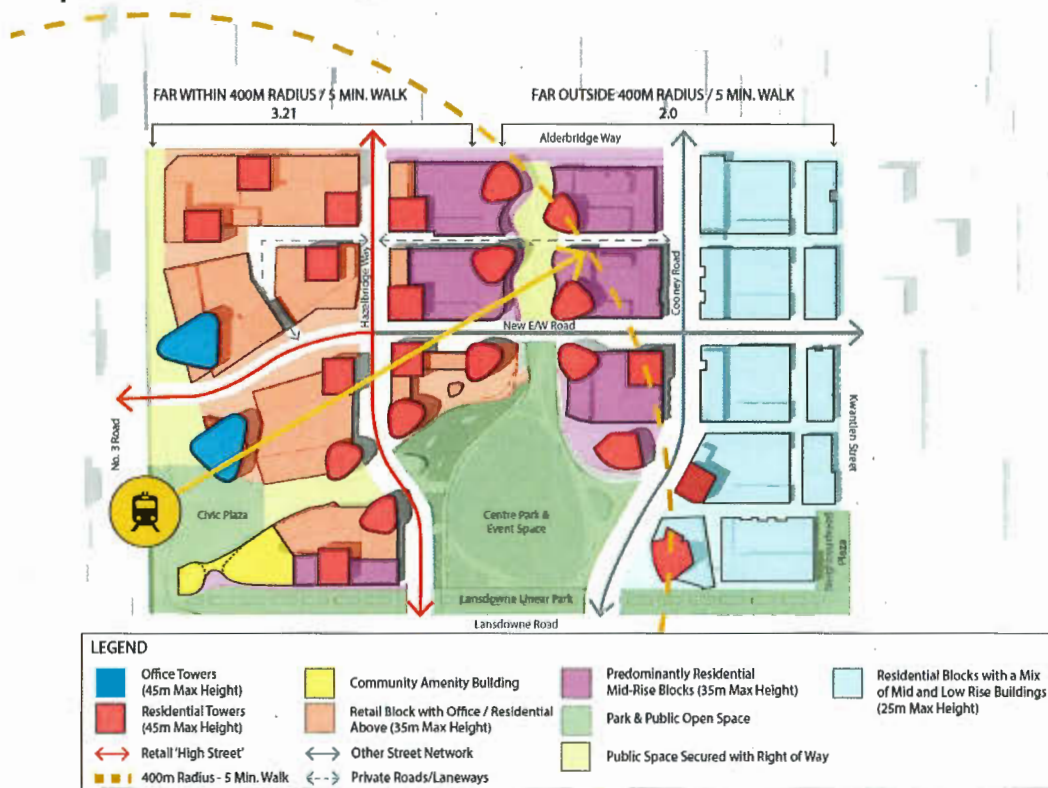 FAR WITHIN 400M RADIUS / 5 MIN. WALK
3.21
FAR OUTSIDE 400M RADIUS / 5 MIN. WALK
2.0
Alderbridge Way
Hazelbridge Way
Cooney Road
New E/W Road
No. 3 Road
Kwantlen Street
Civic Plaza
Centre Park &
Event Space
Plaza
Lansdowne Linear Park
Lansdowne Road
LEGEND
Office Towers
(45m Max Height)
Residential Towers
(45m Max Height)
Retail 'High Street'
400m Radius - 5 Min. Walk
Community Amenity Building
Retail Block with Office / Residential
Above (35m Max Height)
Other Street Network
Private Roads/Laneways
Predominantly Residential
Mid-Rise Blocks (35m Max Height)
Park & Public Open Space
Public Space Secured with Right of Way
Residential Blocks with a Mix
of Mid and Low Rise Buildings
(25m Max Height)